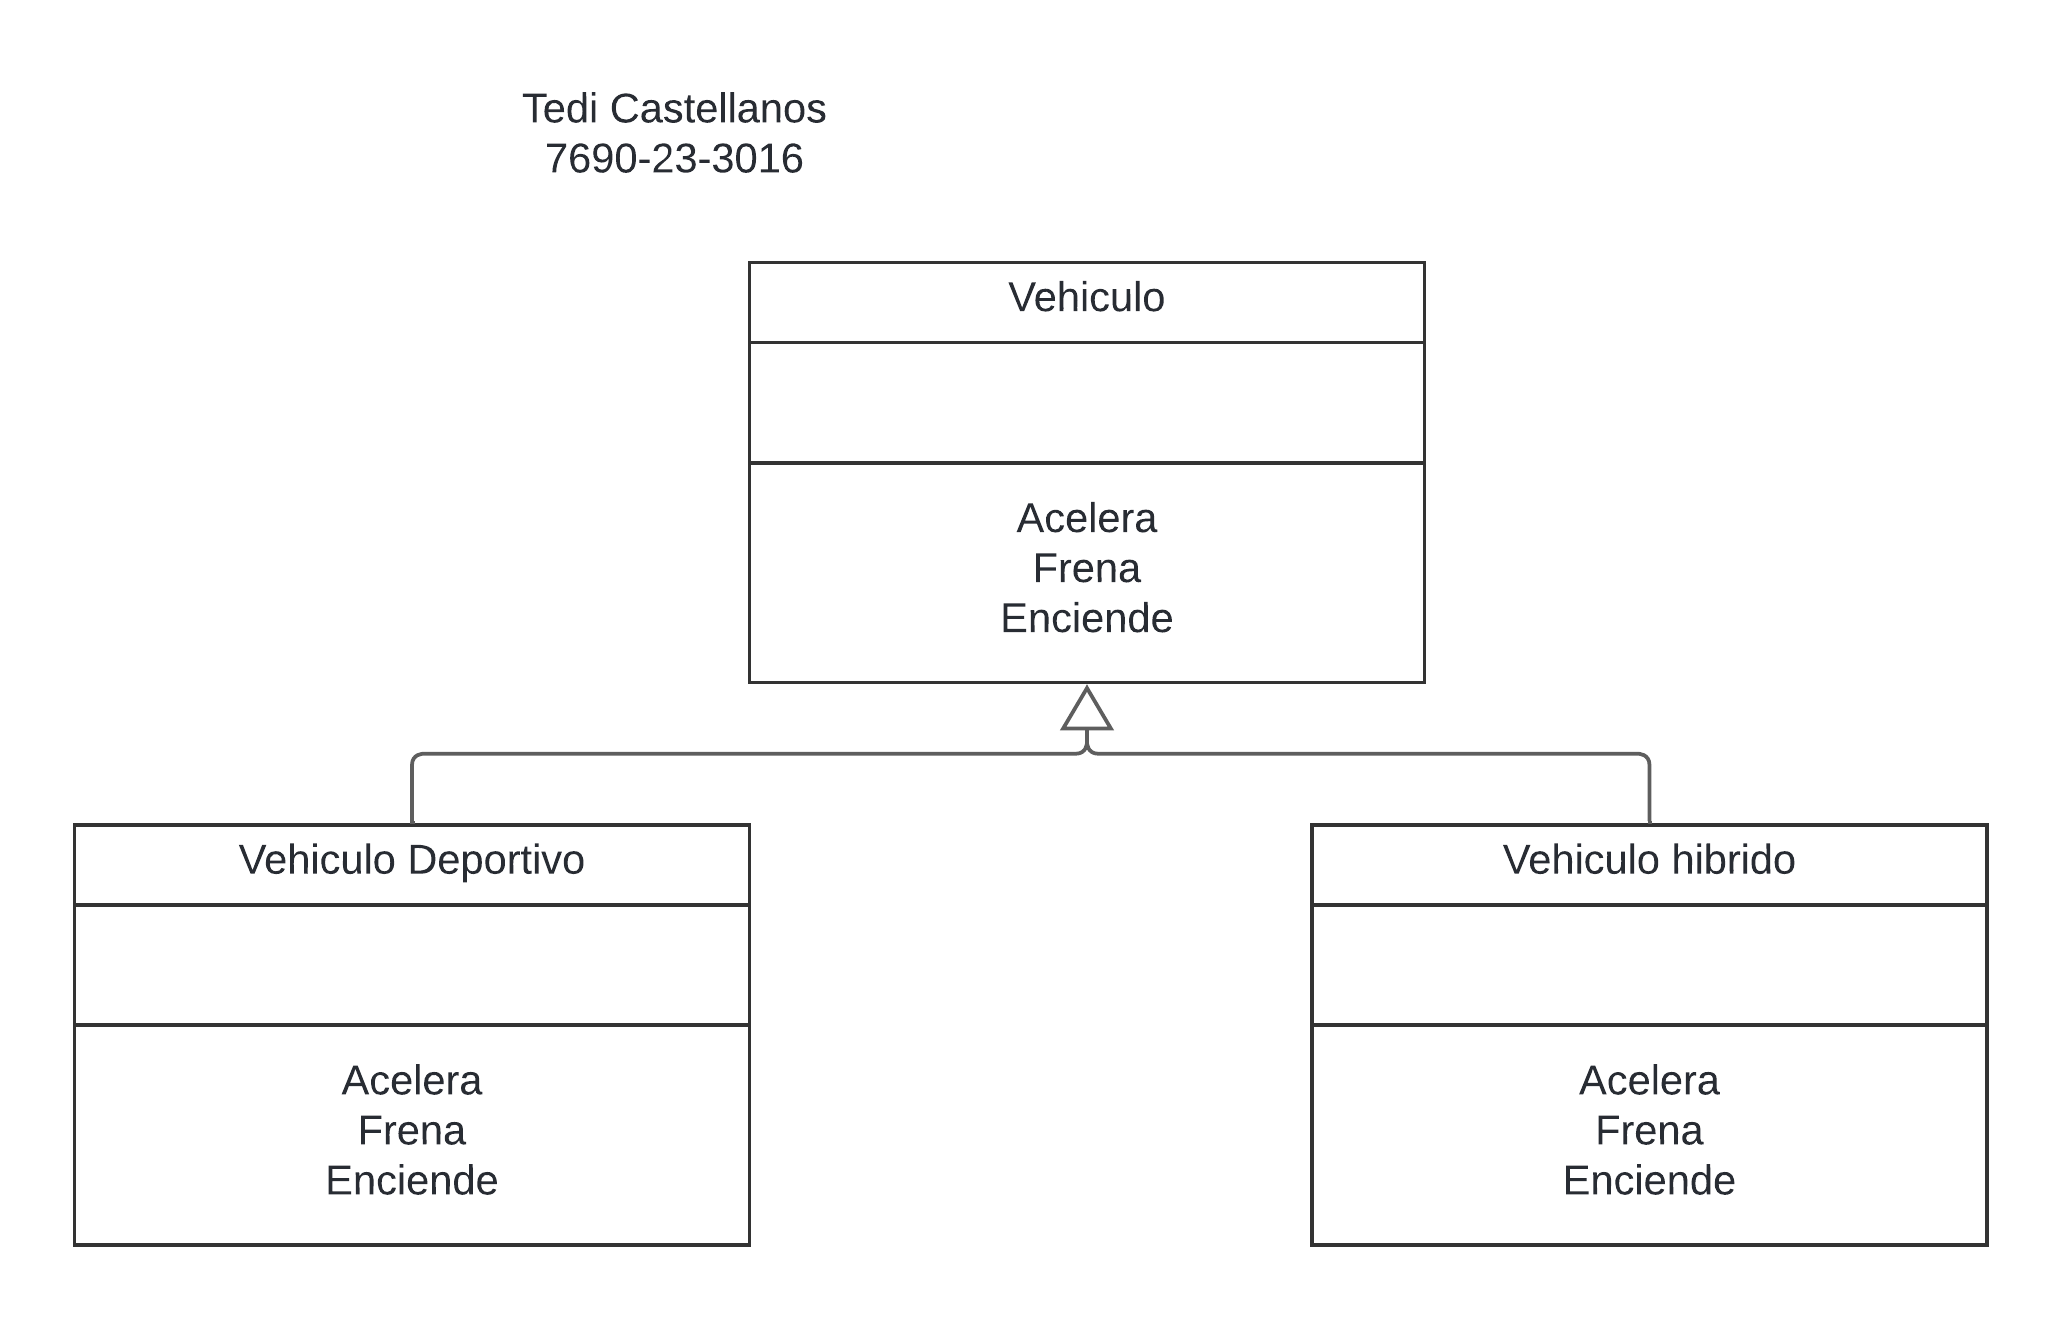 Tedi Castellanos
7690-23-3016
Vehiculo
Acelera
Frena
Enciende
Vehiculo Deportivo
Acelera
Frena
Enciende
Vehiculo hibrido
Acelera
Frena
Enciende